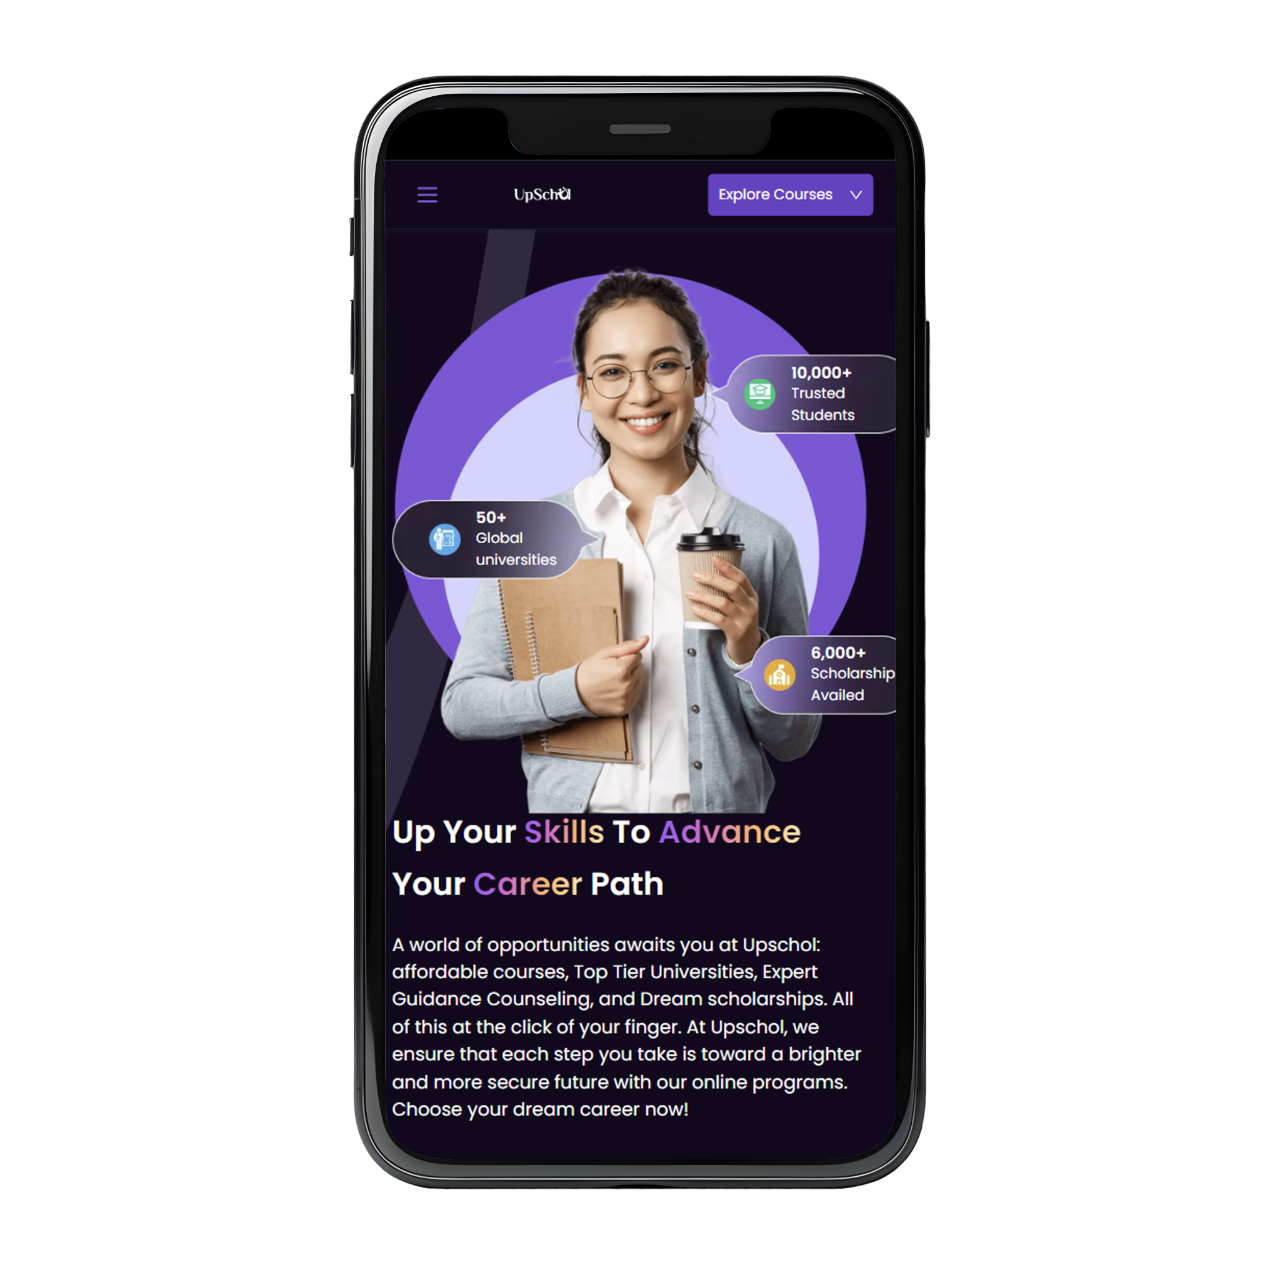 UpSchol
Explore Courses
10,000+
Trusted
Students
50+
Global
universities
6,000+
Scholarship
Availed
Up Your Skills To Advance
Your Career Path
A world of opportunities awaits you at Upschol:
affordable courses, Top Tier Universities, Expert
Guidance Counseling, and Dream scholarships. All
of this at the click of your finger. At Upschol, we
ensure that each step you take is toward a brighter
and more secure future with our online programs.
Choose your dream career now!